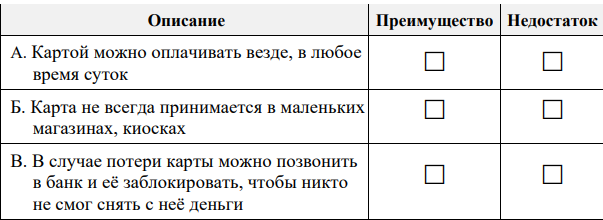 Описание Преимущество Недостаток
А. Картой можно оплачивать везде, в любое
время суток
Б. Карта не всегда принимается в маленьких
магазинах, киосках
В. В случае потери карты можно позвонить
в банк и её заблокировать, чтобы никто
не смог снять с неё деньги